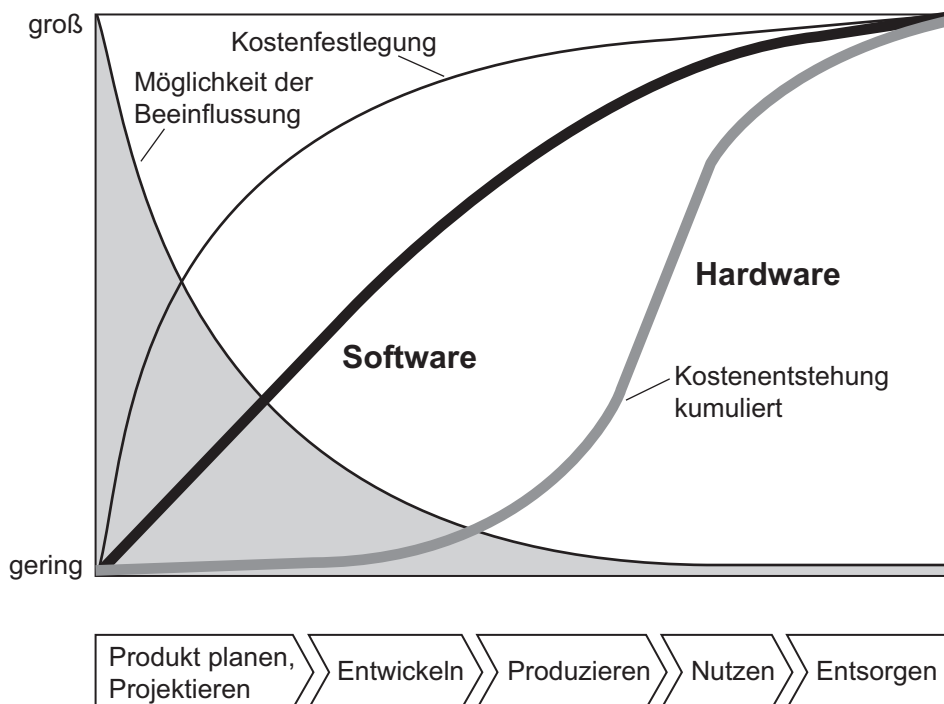 groß
Kostenfestlegung
Möglichkeit der
Beeinflussung
Hardware
Software
Kostenentstehung
kumuliert
gering
Produkt planen,
Projektieren
Entwickeln
Produzieren
Nutzen
Entsorgen